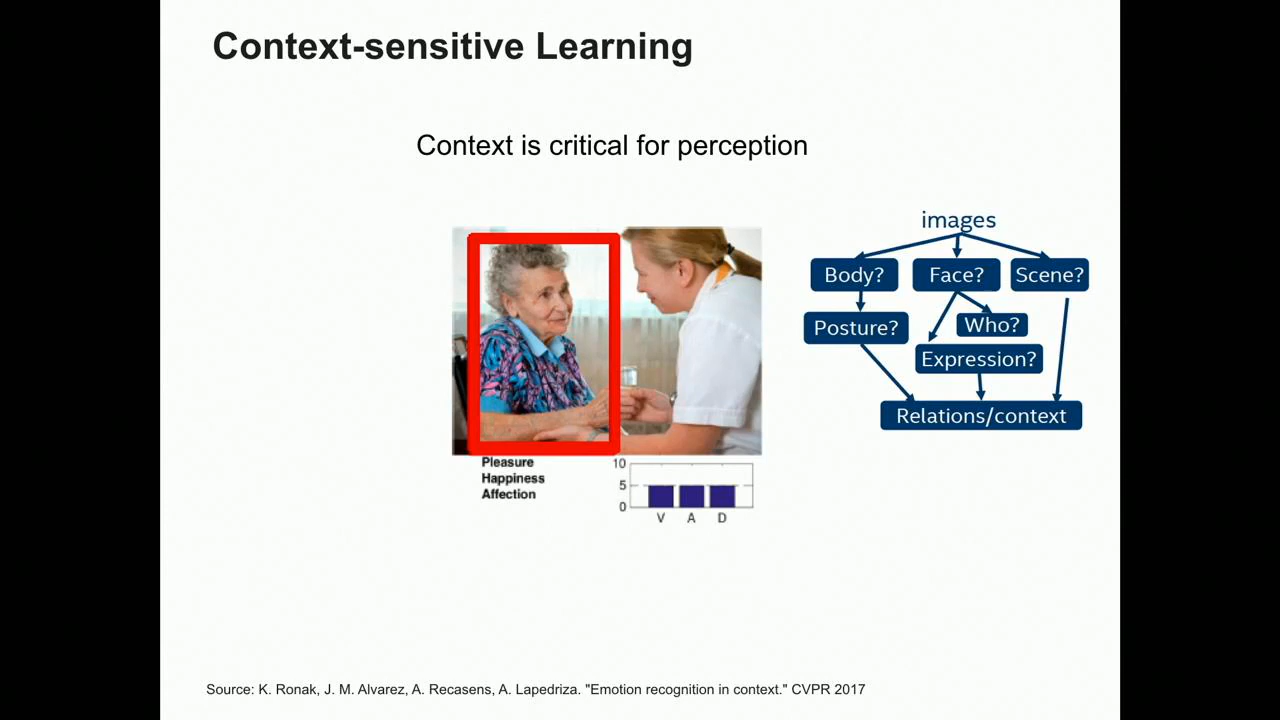 Context-sensitive Learning
Context is critical for perception
images
Body?
Face?
Scene?
Posture?
Who?
Expression?
Relations/context
Pleasure
Happiness
Affection
10
5
0
V A D
Source: K. Ronak, J. M. Alvarez, A. Recasens, A. Lapedriza. "Emotion recognition in context." CVPR 2017